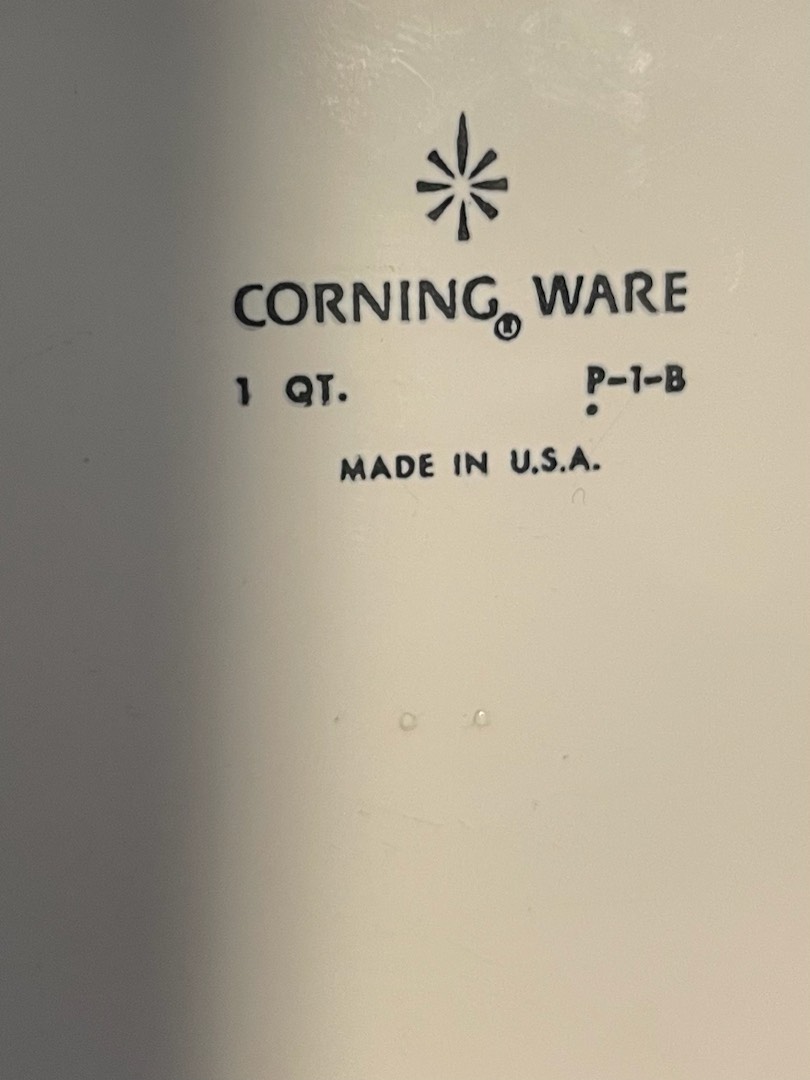 CORNING® WARE
1 QT. P-1-B
MADE IN U.S.A.